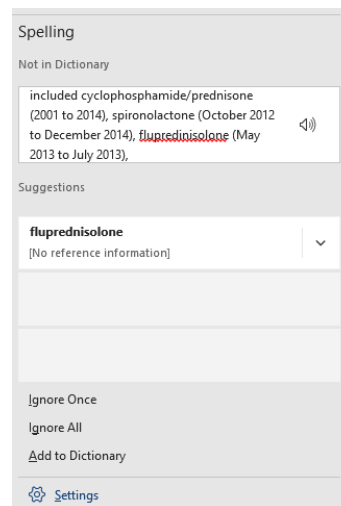 Spelling
Not in Dictionary
included cyclophosphamide/prednisone
(2001 to 2014), spironolactone (October 2012
to December 2014), flupredinisolone (May
2013 to July 2013),
Suggestions
fluprednisolone
[No reference information]
Ignore Once
Ignore All
Add to Dictionary
Settings